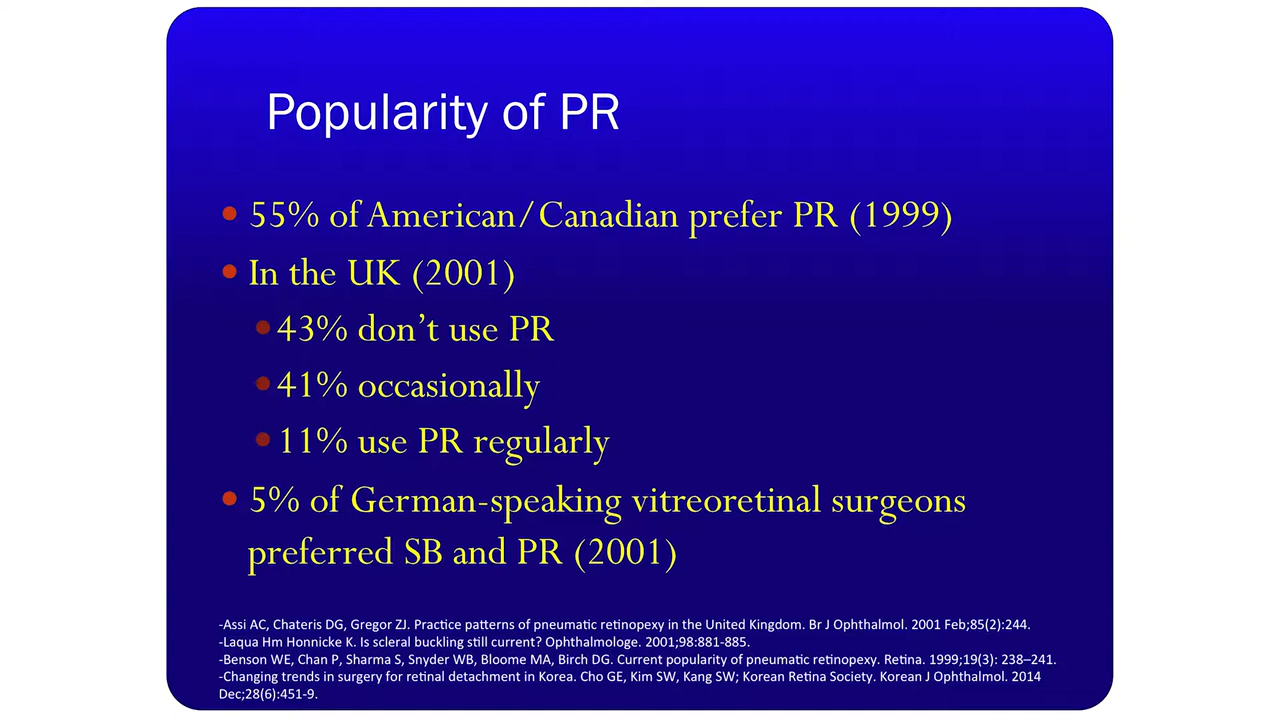 Popularity of PR
• 55% of American/Canadian prefer PR (1999)
• In the UK (2001)
• 43% don’t use PR
• 41% occasionally
• 11% use PR regularly
• 5% of German-speaking vitreoretinal surgeons
preferred SB and PR (2001)
-Assi AC, Chateris DG, Gregor ZJ. Practice patterns of pneumatic retinopexy in the United Kingdom. Br J Ophthalmol. 2001 Feb;85(2):244.
-Laqua Hm Honnicke K. Is scleral buckling still current? Ophthalmologe. 2001;98:881-885.
-Benson WE, Chan P, Sharma S, Snyder WB, Bloome MA, Birch DG. Current popularity of pneumatic retinopexy. Retina. 1999;19(3): 238–241.
-Changing trends in surgery for retinal detachment in Korea. Cho GE, Kim SW, Kang SW; Korean Retina Society. Korean J Ophthalmol. 2014
Dec;28(6):451-9.